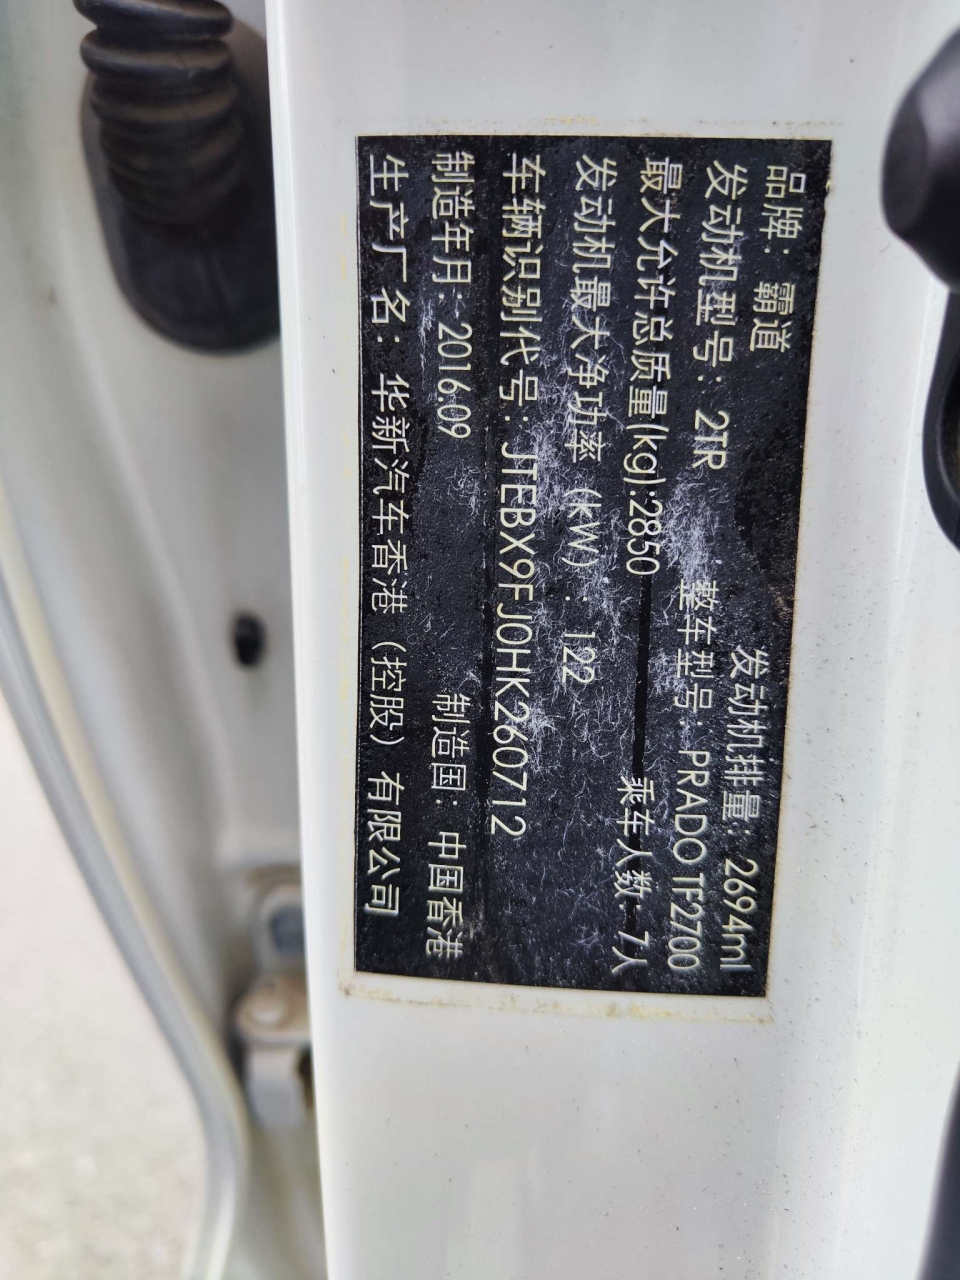 品牌: 霸道 发动机排量: 2694ml
发动机型号: 2TR 整车型号: PRADO TF2700
最大允许总质量(kg):2850 乘车人数: 7人
发动机最大净功率 (kW): 122
车辆识别代号: JTEBX9FJ0HK260712
制造年月: 2016.09 制造国: 中国香港
生产厂名: 华新汽车香港 (控股) 有限公司